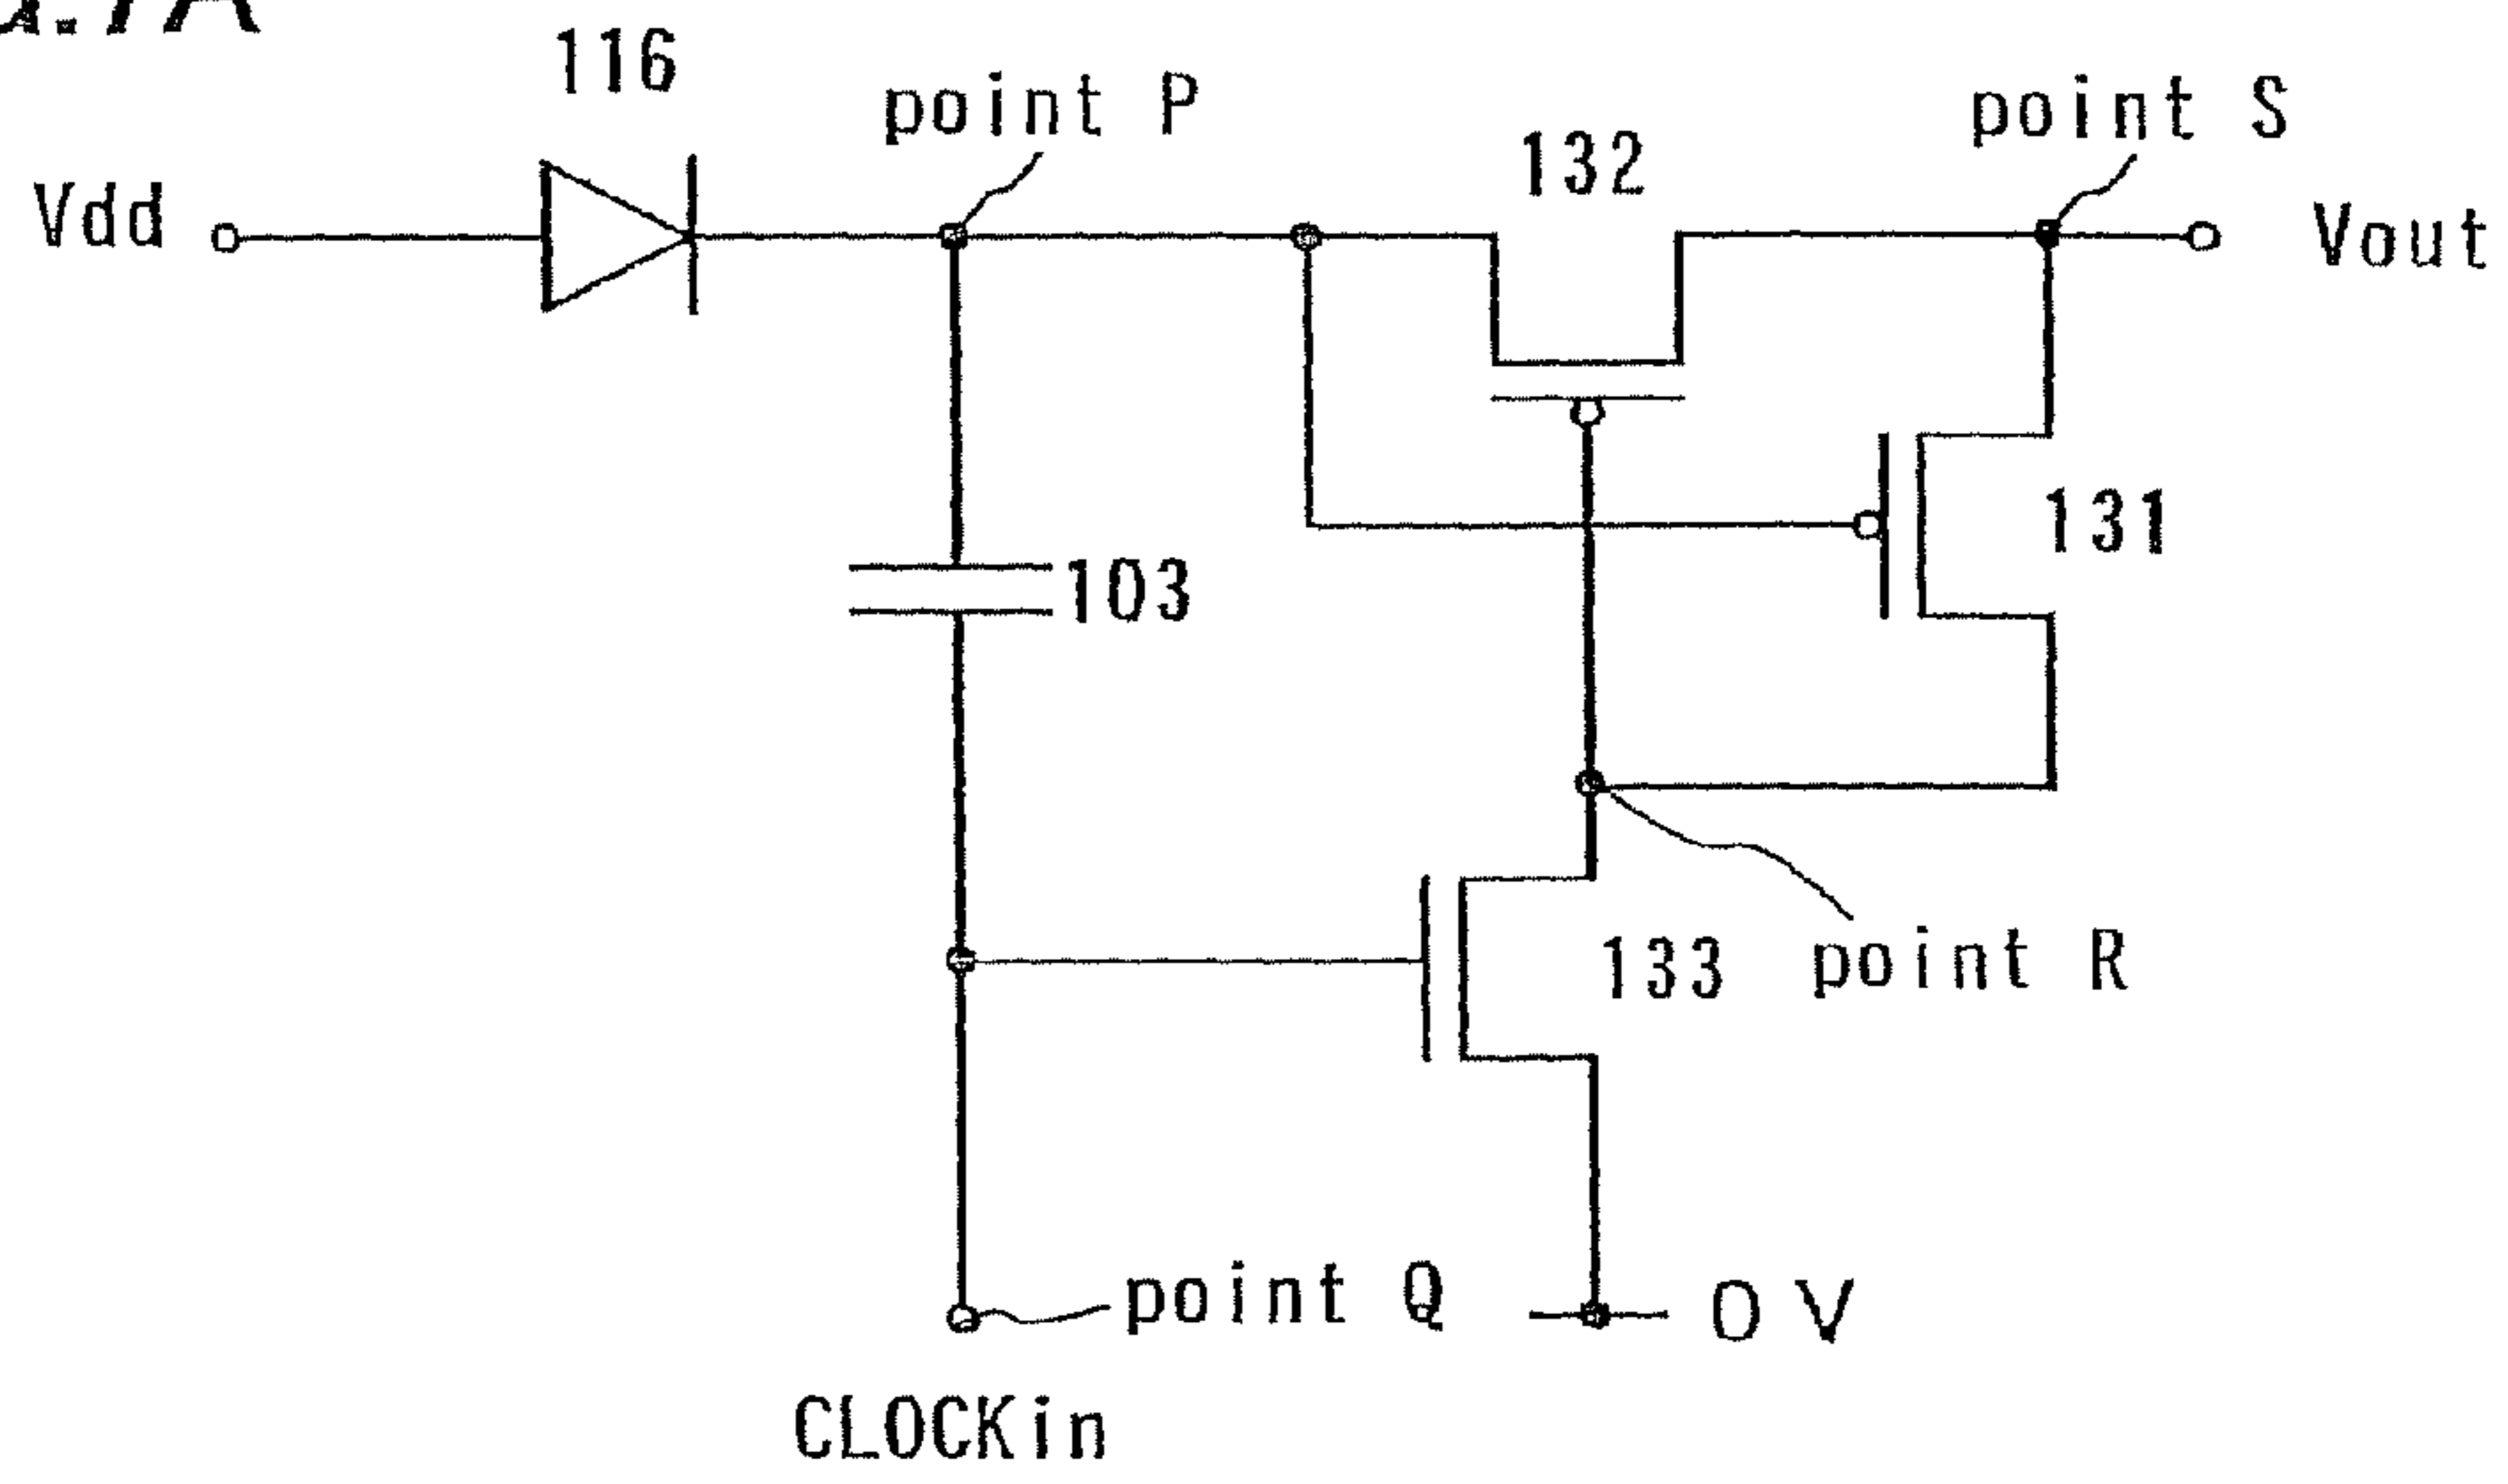 116
point P
point S
132
Vdd
Vout
131
103
133
point R
point Q
0 V
CLOCKin